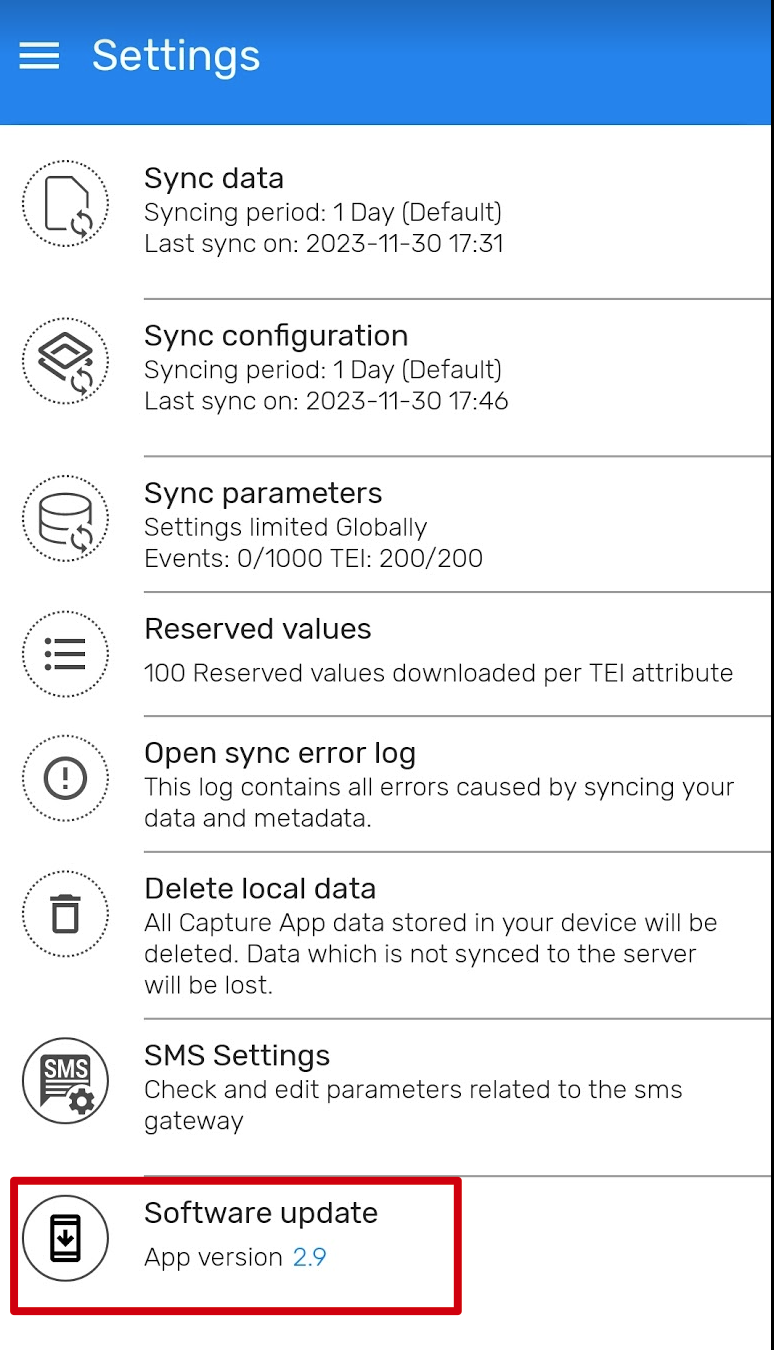 Settings
Sync data
Syncing period: 1 Day (Default)
Last sync on: 2023-11-30 17:31
Sync configuration
Syncing period: 1 Day (Default)
Last sync on: 2023-11-30 17:46
Sync parameters
Settings limited Globally
Events: 0/1000 TEI: 200/200
Reserved values
100 Reserved values downloaded per TEI attribute
Open sync error log
This log contains all errors caused by syncing your
data and metadata.
Delete local data
All Capture App data stored in your device will be
deleted. Data which is not synced to the server
will be lost.
SMS
SMS Settings
Check and edit parameters related to the sms
gateway
Software update
App version 2.9